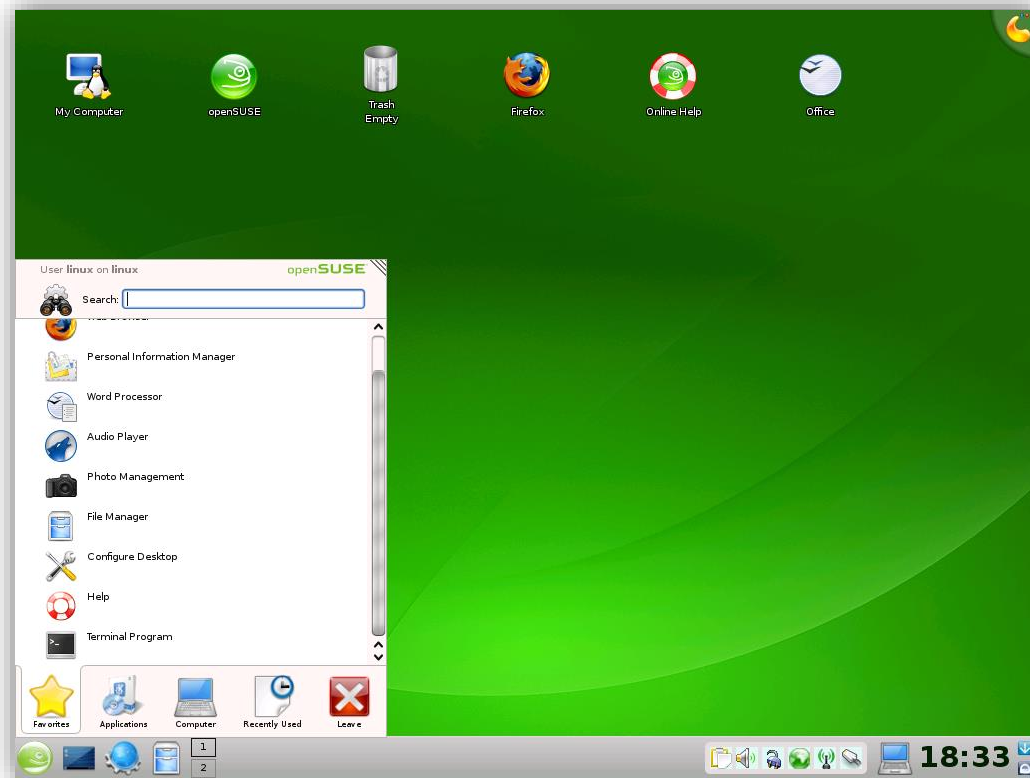 My Computer
openSUSE
Trash
Empty
Firefox
Online Help
Office
User linux on linux
openSUSE
Search:
Web Browser
Personal Information Manager
Word Processor
Audio Player
Photo Management
File Manager
Configure Desktop
Help
Terminal Program
Favorites
Applications
Computer
Recently Used
Leave
1
2
18:33